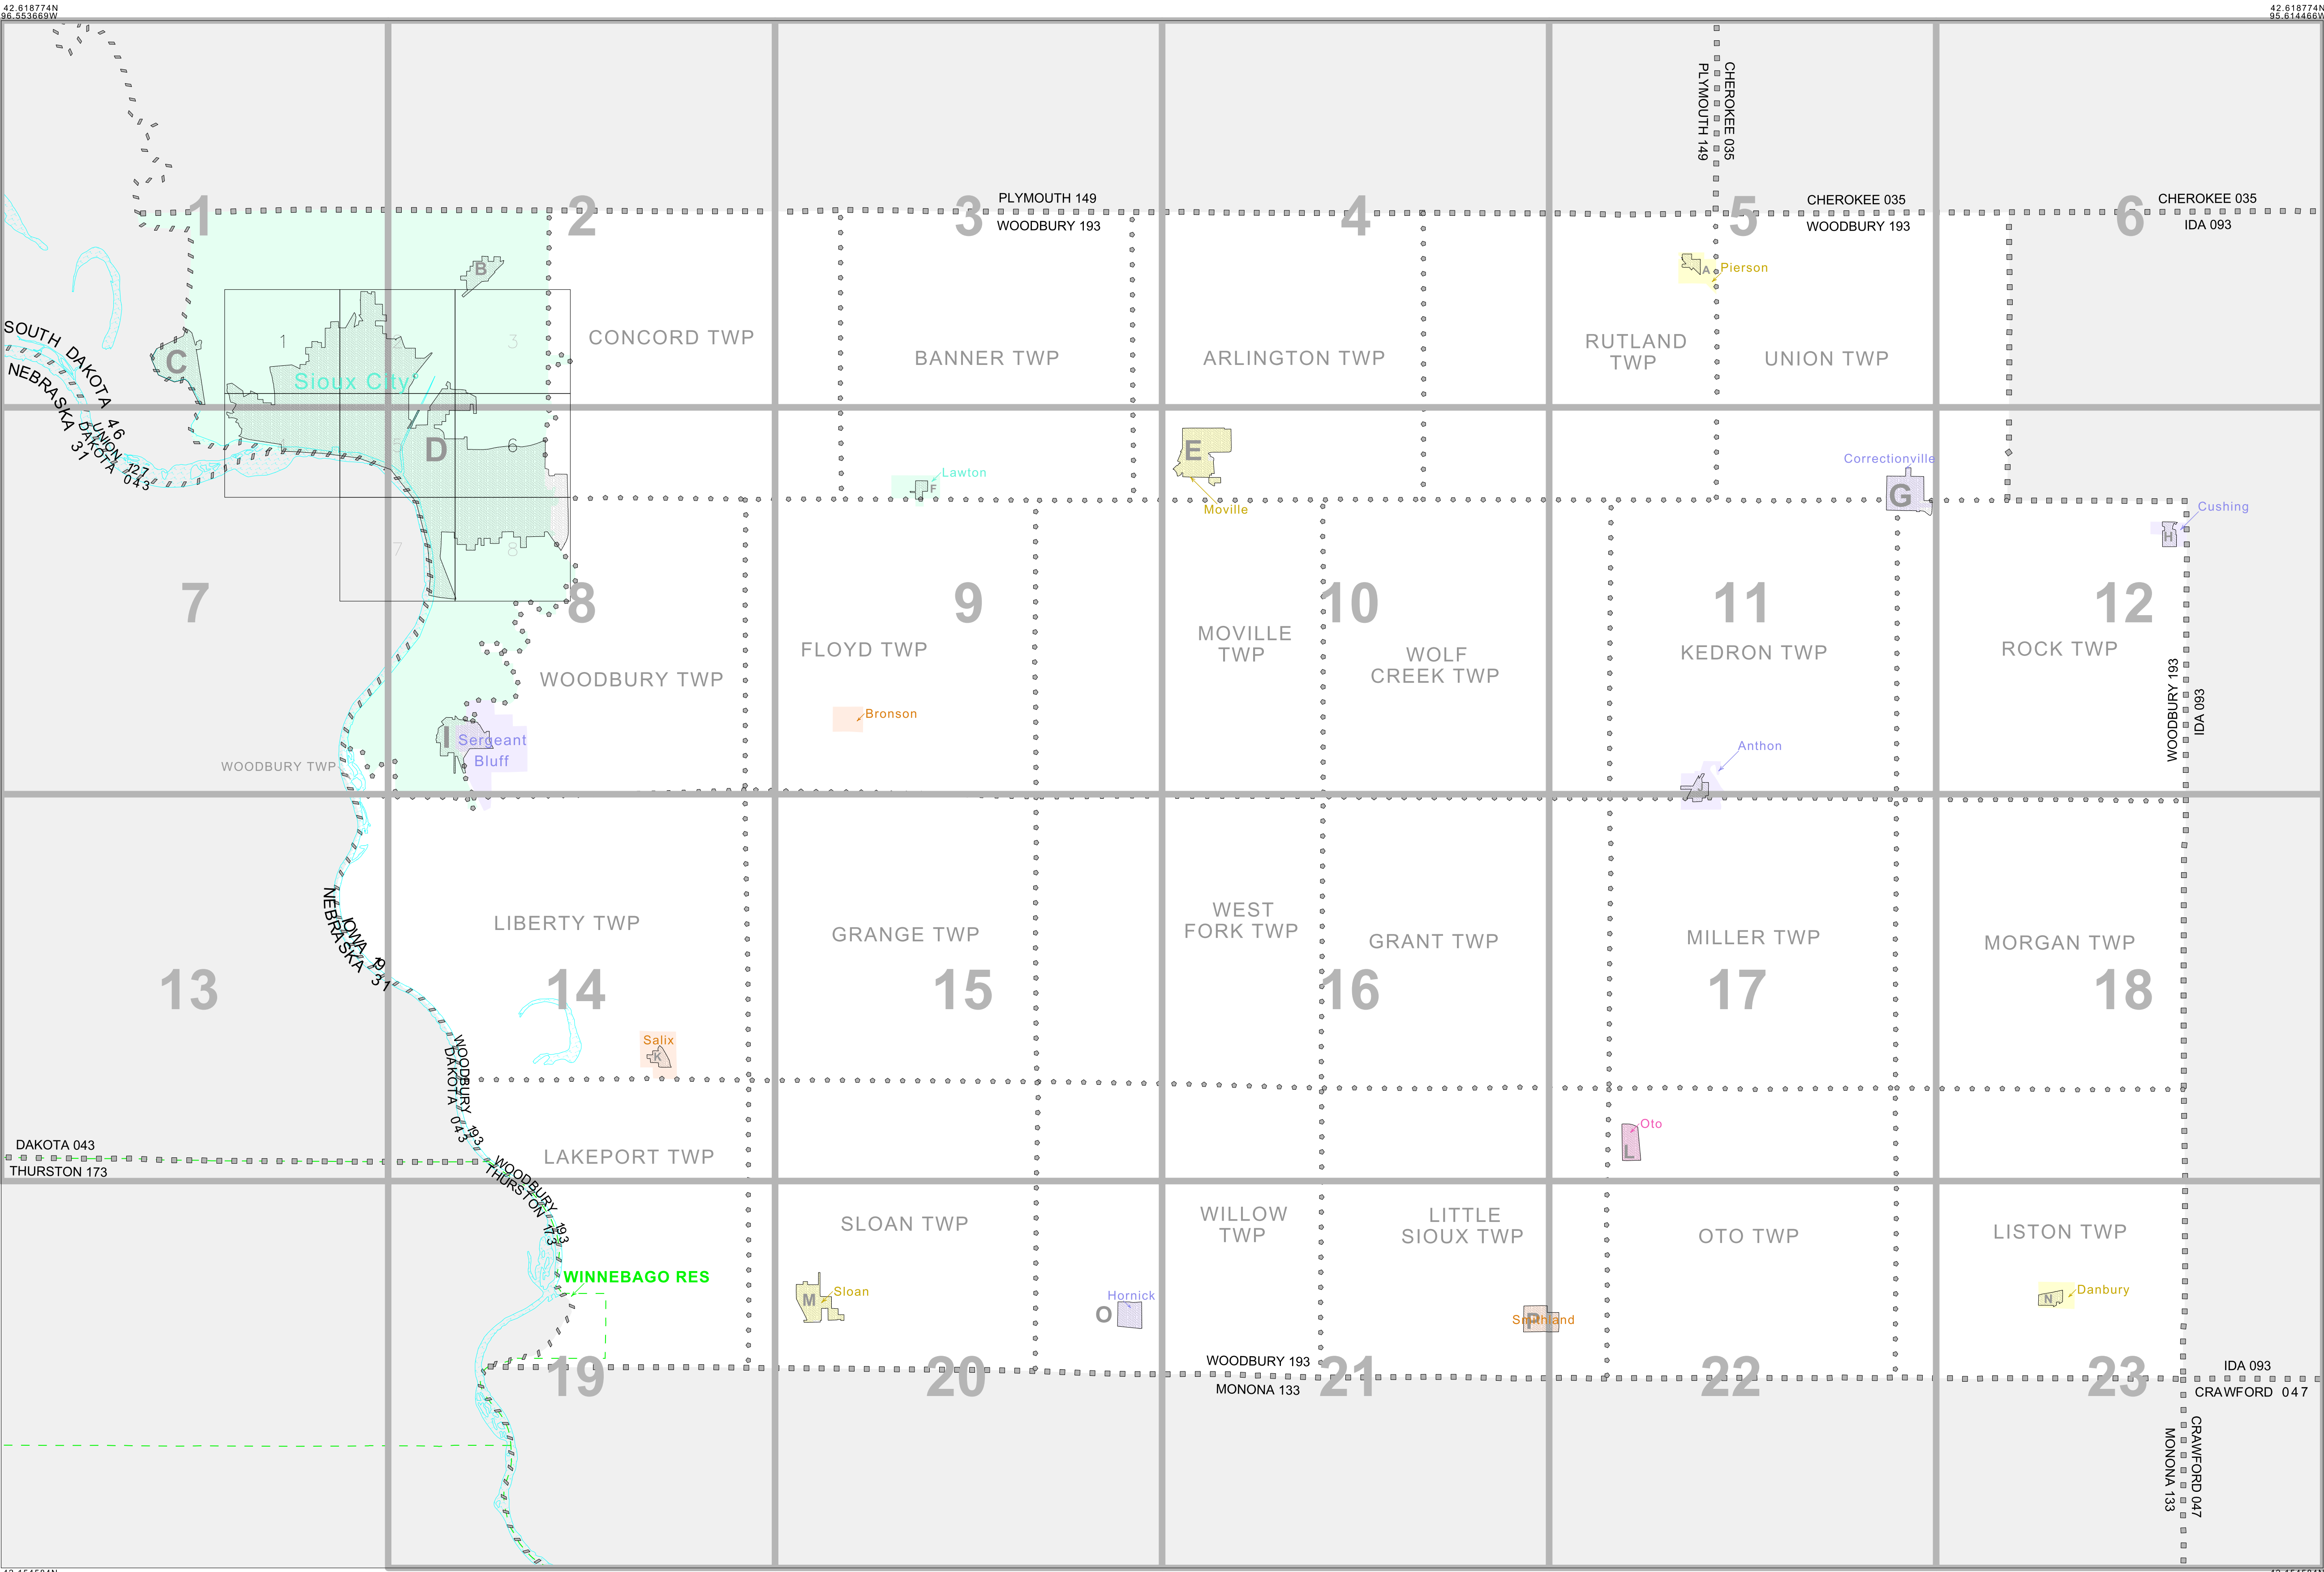 42.618774N
96.553669W
42.618774N
95.614466W
PLYMOUTH 149
CHEROKEE 035
1
2
3
4
5
6
PLYMOUTH 149
WOODBURY 193
CHEROKEE 035
WOODBURY 193
CHEROKEE 035
IDA 093
B
A
Pierson
SOUTH DAKOTA 46
NEBRASKA 31
UNION 127
DAKOTA 043
C
1
2
3
Sioux City
CONCORD TWP
BANNER TWP
ARLINGTON TWP
RUTLAND
TWP
UNION TWP
4
5
6
D
7
8
Lawton
F
E
Moville
Correctionville
G
Cushing
H
7
8
9
10
11
12
WOODBURY TWP
FLOYD TWP
MOVILLE
TWP
WOLF
CREEK TWP
KEDRON TWP
ROCK TWP
WOODBURY 193
IDA 093
Bronson
I
Sergeant
Bluff
WOODBURY TWP
Anthon
J
IOWA 19
NEBRASKA 31
LIBERTY TWP
GRANGE TWP
WEST
FORK TWP
GRANT TWP
MILLER TWP
MORGAN TWP
13
14
15
16
17
18
Salix
K
WOODBURY 193
DAKOTA 043
DAKOTA 043
THURSTON 173
WOODBURY 193
THURSTON 173
LAKEPORT TWP
Oto
L
SLOAN TWP
WILLOW
TWP
LITTLE
SIOUX TWP
OTO TWP
LISTON TWP
WINNEBAGO RES
M
Sloan
Hornick
O
Smithland
P
Danbury
N
19
20
21
22
23
WOODBURY 193
MONONA 133
IDA 093
CRAWFORD 047
MONONA 133
CRAWFORD 047